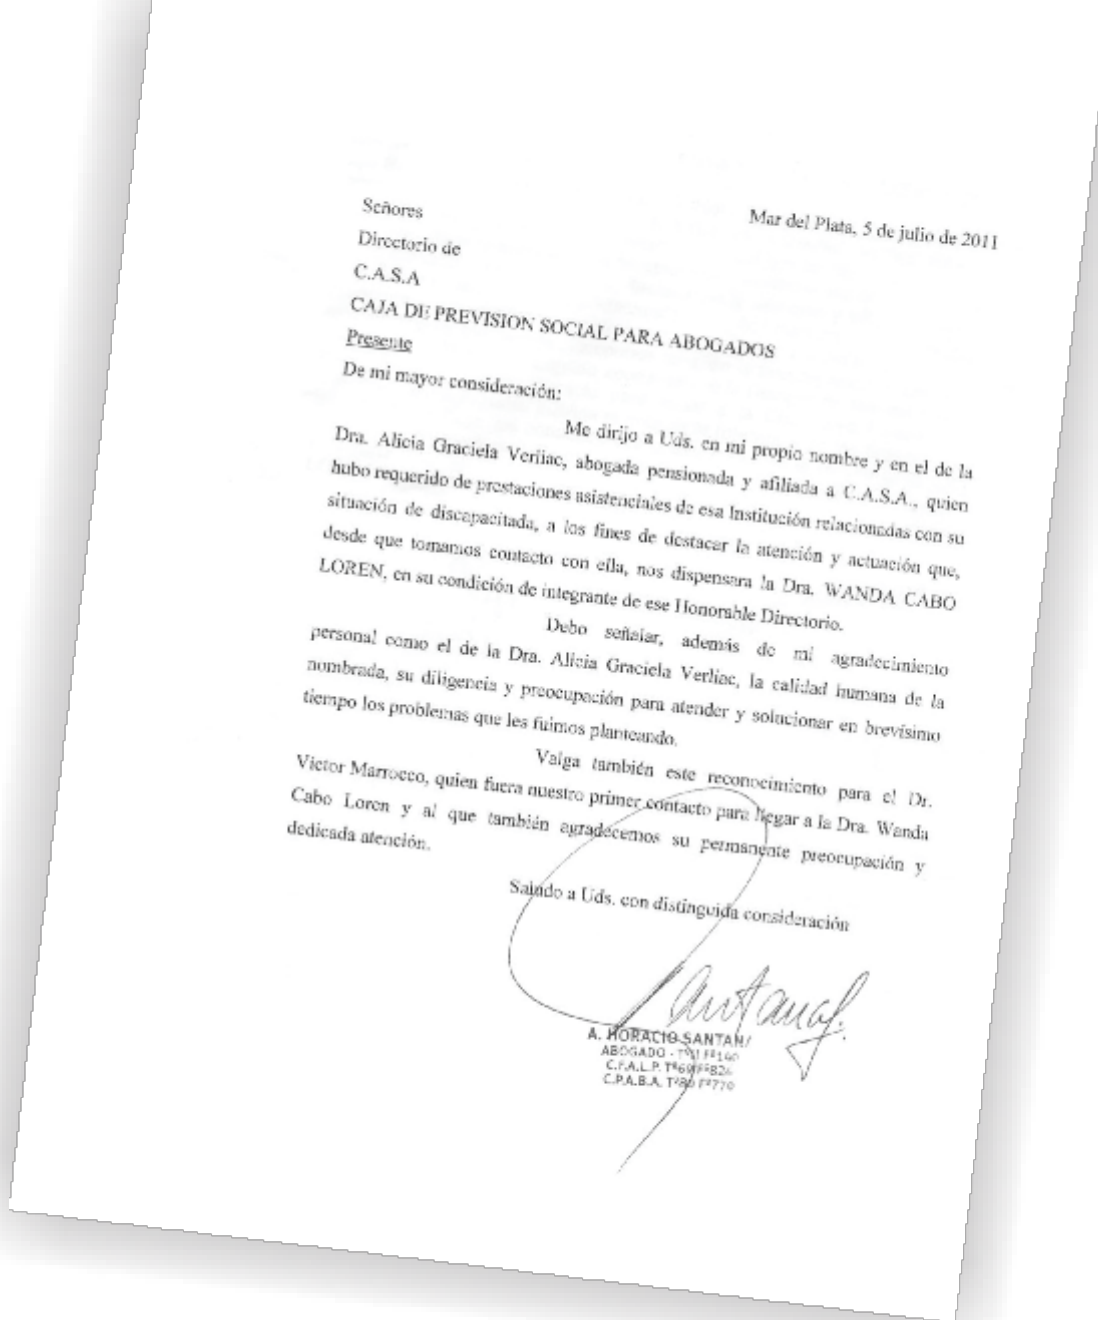 Mar del Plata, 5 de julio de 2011
Señores
Directorio de
C.A.S.A
CAJA DE PREVISION SOCIAL PARA ABOGADOS
Presente
De mi mayor consideración:
Me dirijo a Uds. en mi propio nombre y en el de la
Dra. Alicia Graciela Verliac, abogada pensionada y afiliada a C.A.S.A., quien
hubo requerido de prestaciones asistenciales de esa Institución relacionadas con su
situación de discapacitada, a los fines de destacar la atención y actuación que,
desde que tomamos contacto con ella, nos dispensara la Dra. WANDA CABO
LOREN, en su condición de integrante de ese Honorable Directorio.
Debo señalar, además de mi agradecimiento
personal como el de la Dra. Alicia Graciela Verliac, la calidad humana de la
nombrada, su diligencia y preocupación para atender y solucionar en brevísimo
tiempo los problemas que les fuimos planteando.
Valga también este reconocimiento para el Dr.
Victor Marrocco, quien fuera nuestro primer contacto para llegar a la Dra. Wanda
Cabo Loren y al que también agradecemos su permanente preocupación y
dedicada atención.
Saludo a Uds. con distinguida consideración
A. HORACIO SANTAN
ABOGADO
C.F.A.L.P.
C.P.A.B.A.